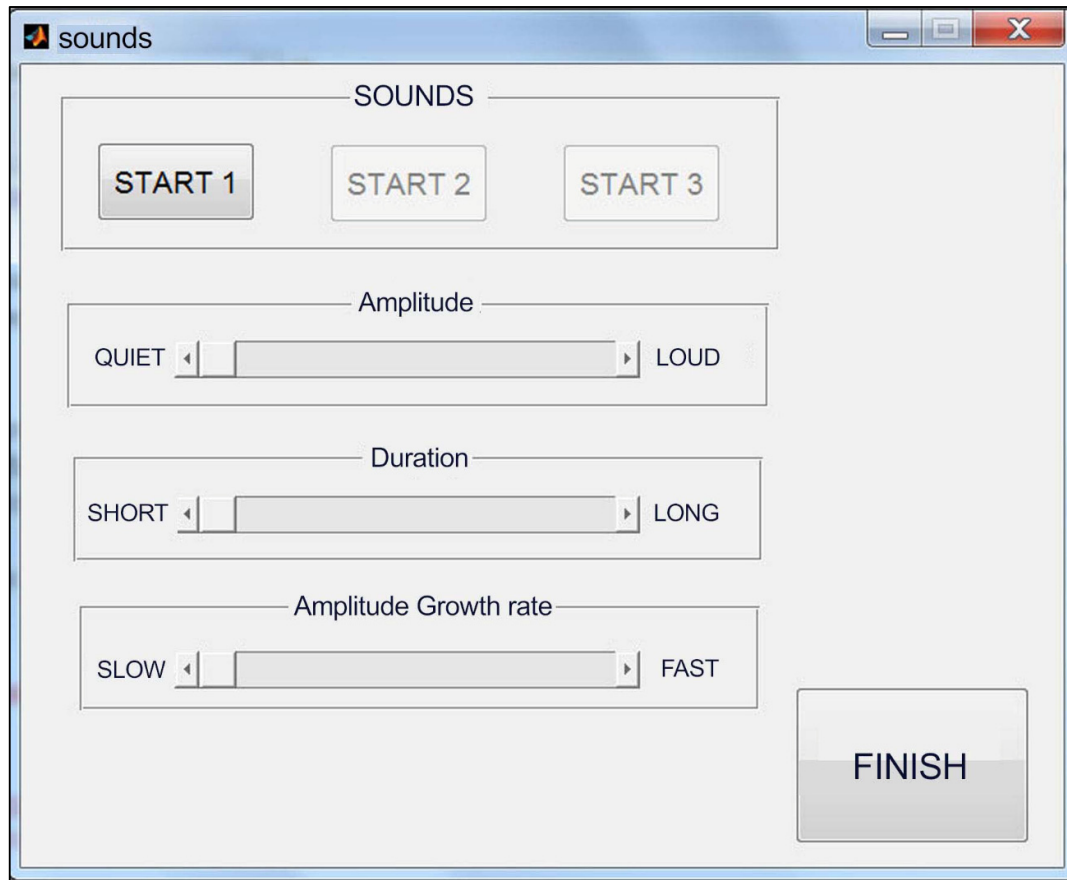 sounds
SOUNDS
START 1 START 2 START 3
Amplitude
QUIET LOUD
Duration
SHORT LONG
Amplitude Growth rate
SLOW FAST
FINISH